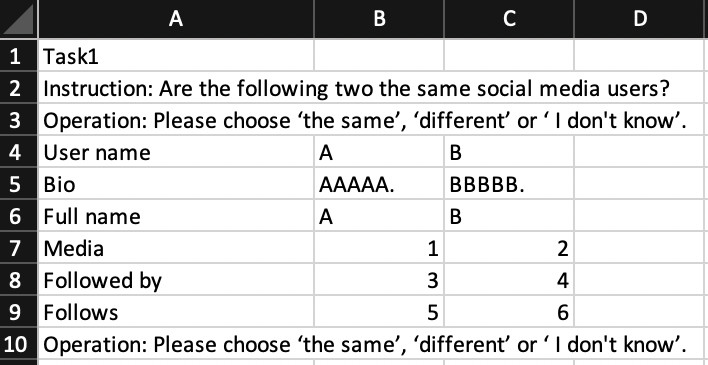 A B C D
1 Task1
2 Instruction: Are the following two the same social media users?
3 Operation: Please choose ‘the same’, ‘different’ or ‘ I don't know’.
4 User name A B
5 Bio AAAAA. BBBBB.
6 Full name A B
7 Media 1 2
8 Followed by 3 4
9 Follows 5 6
10 Operation: Please choose ‘the same’, ‘different’ or ‘ I don't know’.